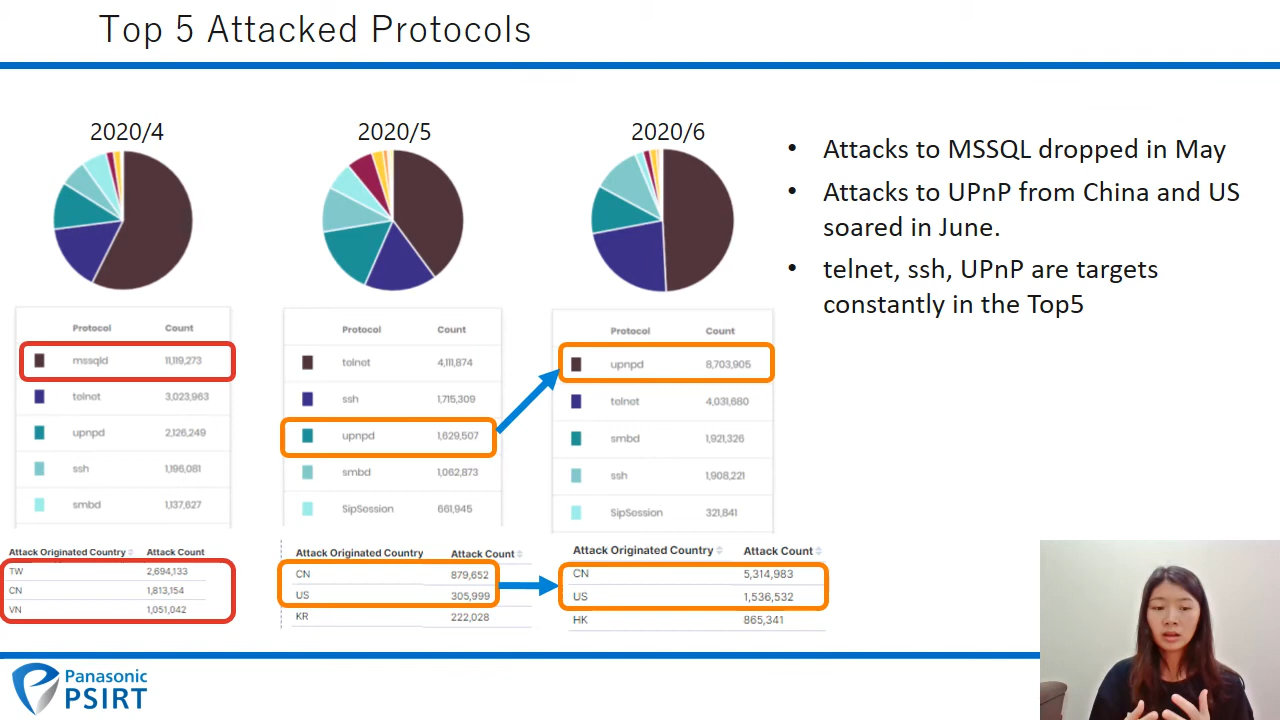 Top 5 Attacked Protocols
2020/4
2020/5
2020/6
Protocol Count
mssqld 11,119,273
telnet 3,023,963
upnpd 2,126,249
ssh 1,196,081
smbd 1,137,627
Attack Originated Country Attack Count
TW 2,694,133
CN 1,813,154
VN 1,051,042
Protocol Count
telnet 4,111,874
ssh 1,715,309
upnpd 1,629,507
smbd 1,062,873
SipSession 661,945
Attack Originated Country Attack Count
CN 879,652
US 305,999
KR 222,028
Protocol Count
upnpd 8,703,905
telnet 4,031,680
smbd 1,921,326
ssh 1,908,221
SipSession 321,841
Attack Originated Country Attack Count
CN 5,314,983
US 1,536,532
HK 865,341
• Attacks to MSSQL dropped in May
• Attacks to UPnP from China and US
soared in June.
• telnet, ssh, UPnP are targets
constantly in the Top5
Panasonic
PSIRT